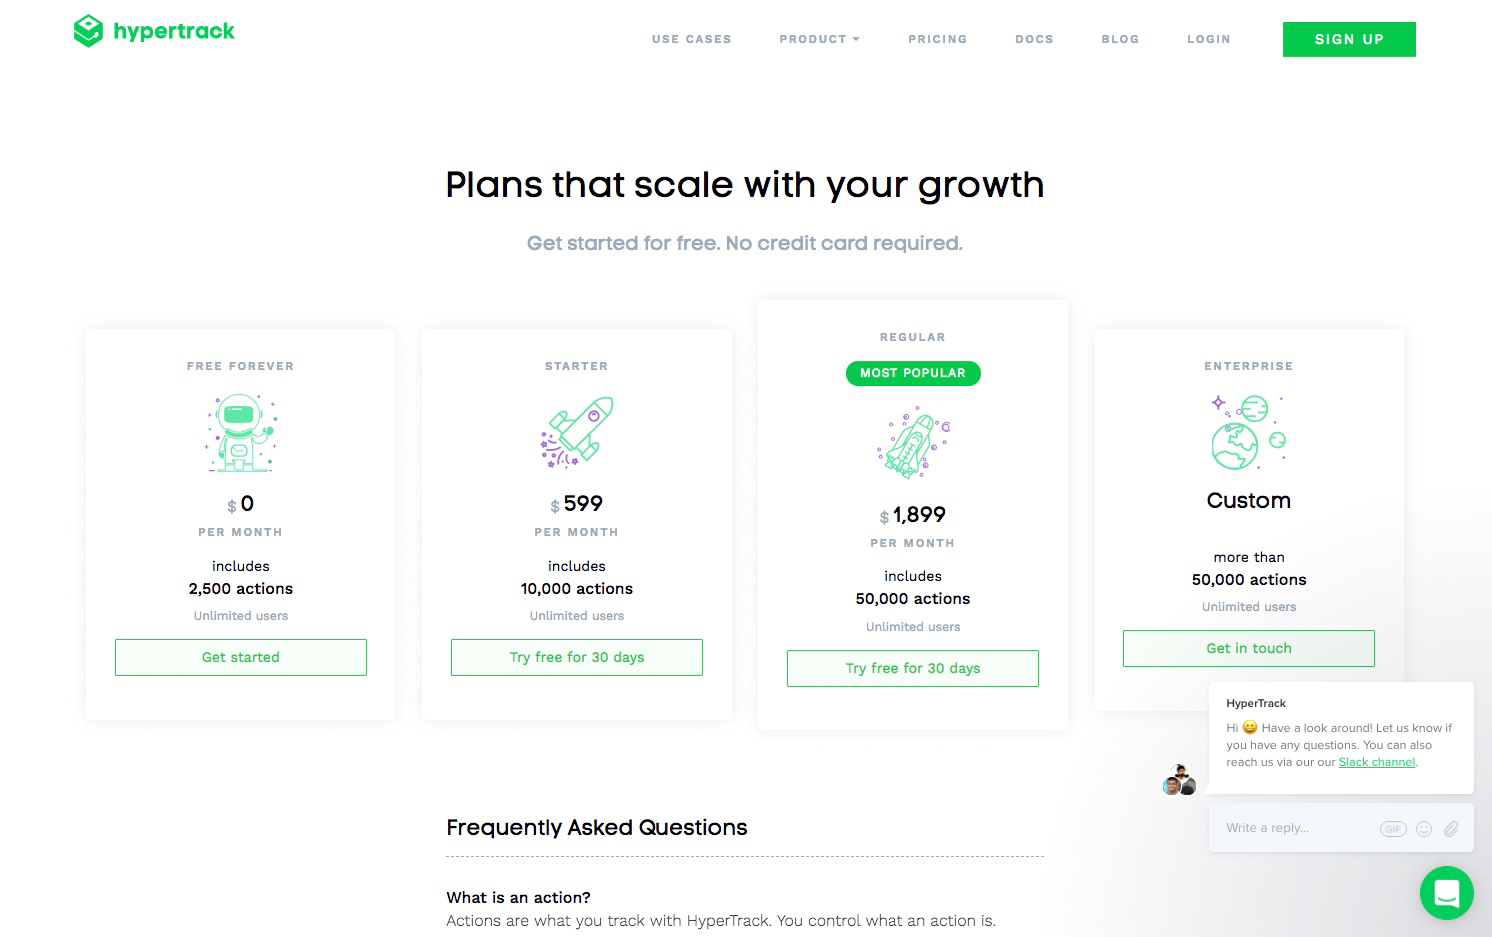 hypertrack
USE CASES
PRODUCT
PRICING
DOCS
BLOG
LOGIN
SIGN UP
Plans that scale with your growth
Get started for free. No credit card required.
FREE FOREVER
$ 0
PER MONTH
includes
2,500 actions
Unlimited users
Get started
STARTER
$ 599
PER MONTH
includes
10,000 actions
Unlimited users
Try free for 30 days
REGULAR
MOST POPULAR
$ 1,899
PER MONTH
includes
50,000 actions
Unlimited users
Try free for 30 days
ENTERPRISE
Custom
more than
50,000 actions
Unlimited users
Get in touch
HyperTrack
Hi 😀 Have a look around! Let us know if
you have any questions. You can also
reach us via our our Slack channel.
Write a reply...
GIF
Frequently Asked Questions
What is an action?
Actions are what you track with HyperTrack. You control what an action is.